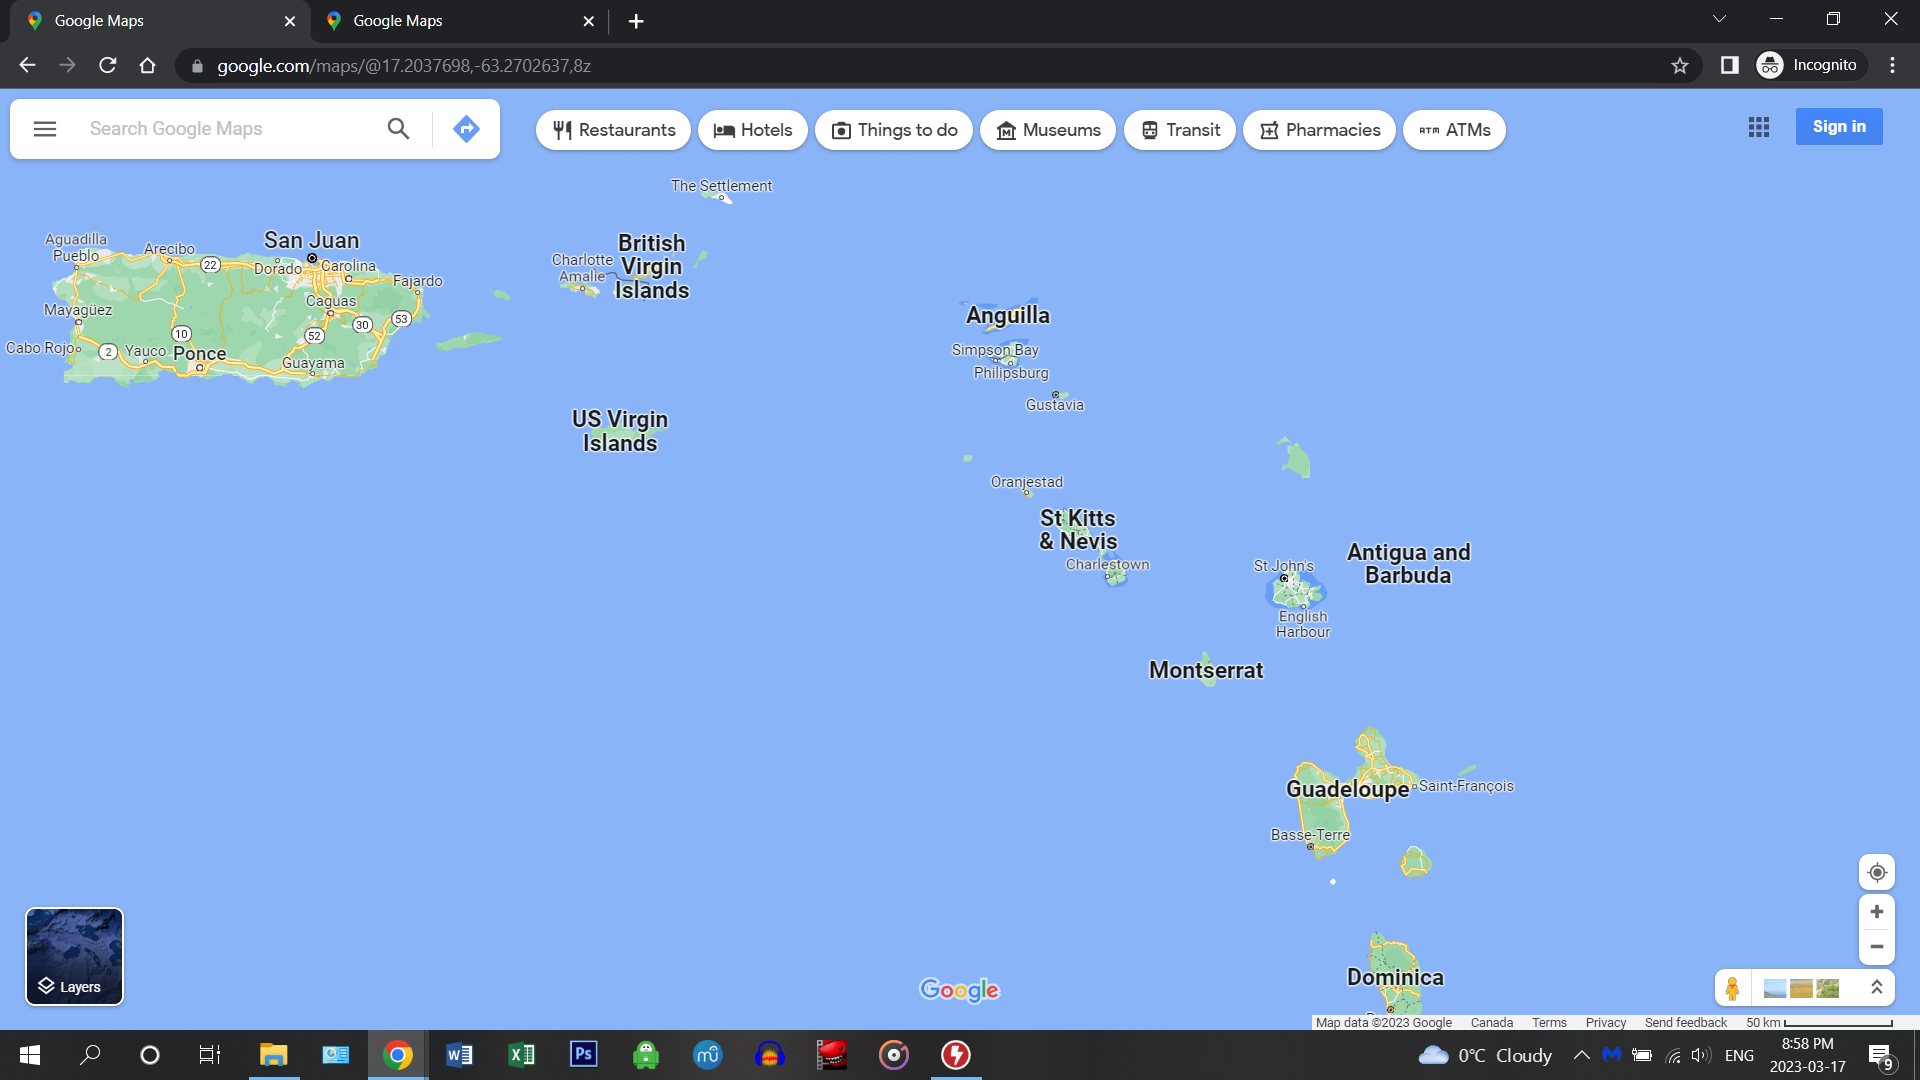 Google Maps
Google Maps
google.com/maps/@17.2037698,-63.2702637,8z
Incognito
Search Google Maps
Restaurants
Hotels
Things to do
Museums
Transit
Pharmacies
ATM ATMs
Sign in
The Settlement
Aguadilla
Pueblo
Arecibo
22
San Juan
Dorado
Carolina
Fajardo
Caguas
Mayagüez
10
52
30
53
Cabo Rojo
2
Yauco
Ponce
Guayama
Charlotte
Amalie
British
Virgin
Islands
US Virgin
Islands
Anguilla
Simpson Bay
Philipsburg
Gustavia
Oranjestad
St Kitts
& Nevis
Charlestown
St John's
English
Harbour
Antigua and
Barbuda
Montserrat
Guadeloupe
Saint-François
Basse-Terre
Dominica
Layers
Google
Map data ©2023 Google
Canada
Terms
Privacy
Send feedback
50 km
W
X
Ps
mû
0°C Cloudy
ENG
8:58 PM
2023-03-17
9